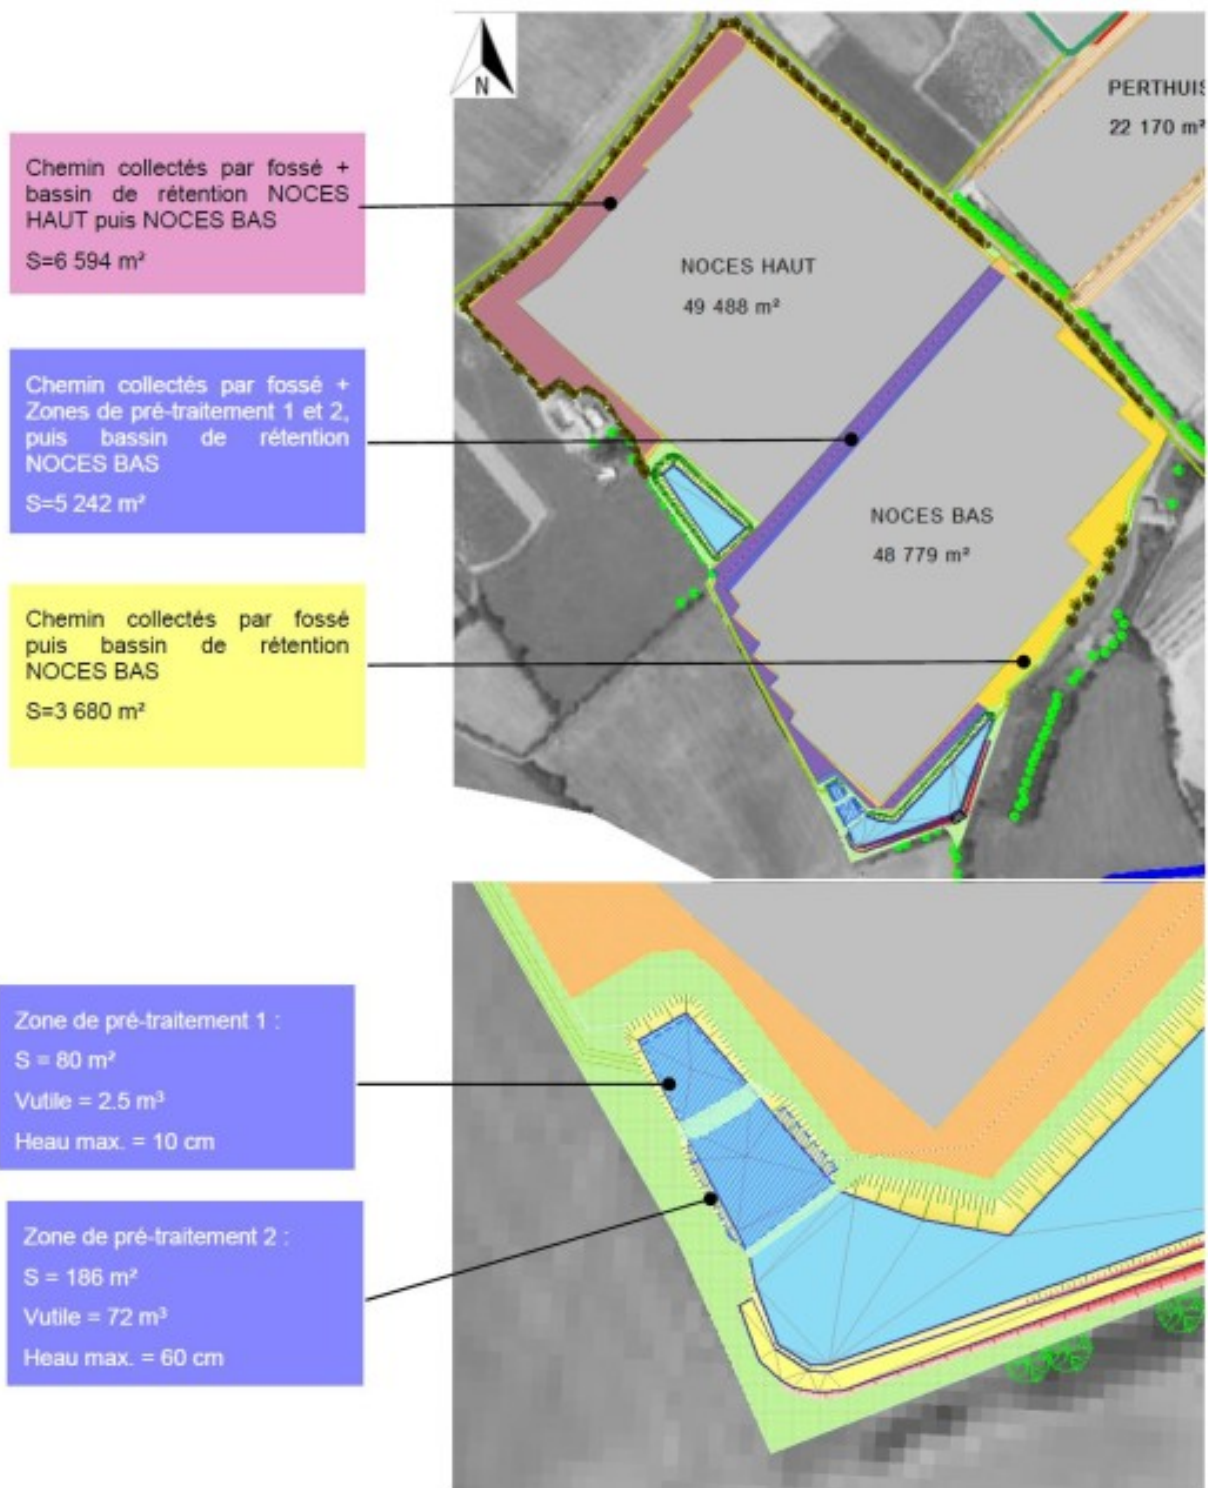 N
PERTHUIS
22 170 m²
Chemin collectés par fossé +
bassin de rétention NOCES
HAUT puis NOCES BAS
S=6 594 m²
NOCES HAUT
49 488 m²
Chemin collectés par fossé +
Zones de pré-traitement 1 et 2,
puis bassin de rétention
NOCES BAS
S=5 242 m²
NOCES BAS
48 779 m²
Chemin collectés par fossé
puis bassin de rétention
NOCES BAS
S=3 680 m²
Zone de pré-traitement 1 :
S = 80 m²
Vutile = 2.5 m³
Heau max. = 10 cm
Zone de pré-traitement 2 :
S = 186 m²
Vutile = 72 m³
Heau max. = 60 cm